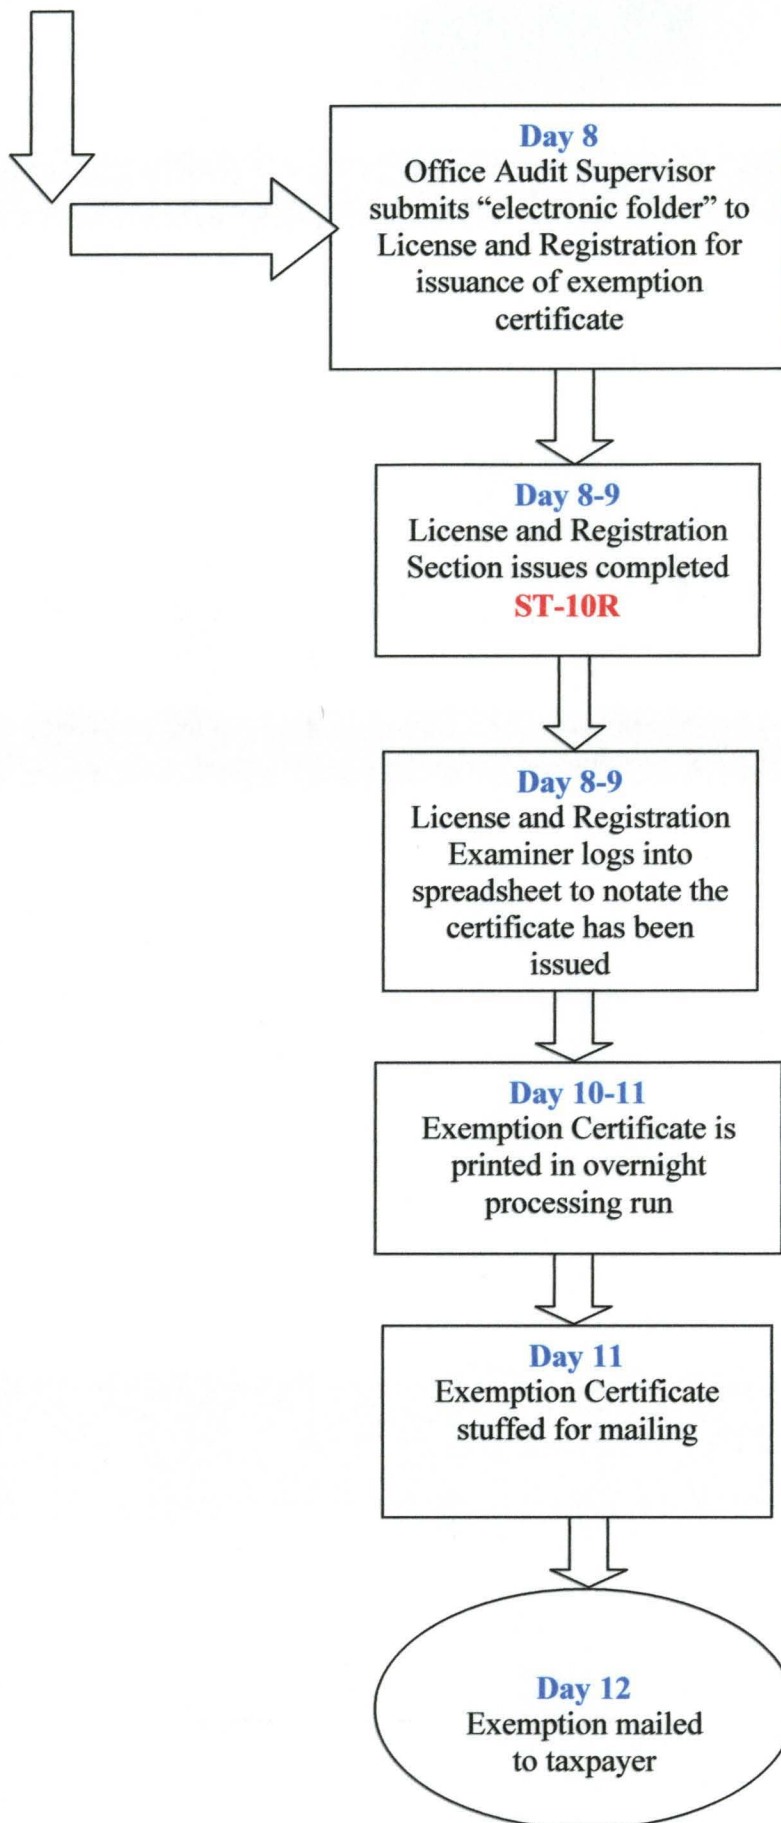 Day 8
Office Audit Supervisor
submits “electronic folder” to
License and Registration for
issuance of exemption
certificate
Day 8-9
License and Registration
Section issues completed
ST-10R
Day 8-9
License and Registration
Examiner logs into
spreadsheet to notate the
certificate has been
issued
Day 10-11
Exemption Certificate is
printed in overnight
processing run
Day 11
Exemption Certificate
stuffed for mailing
Day 12
Exemption mailed
to taxpayer